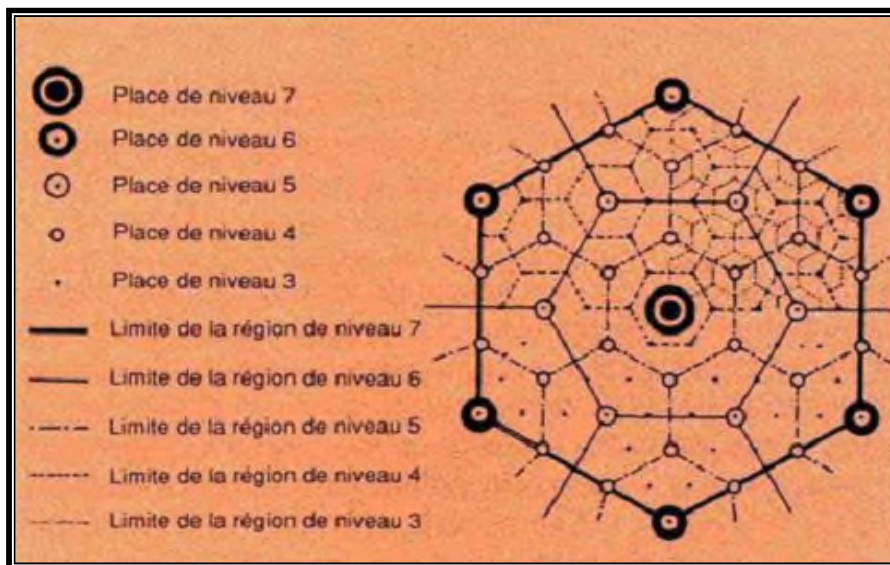 Place de niveau 7
Place de niveau 6
Place de niveau 5
Place de niveau 4
Place de niveau 3
Limite de la région de niveau 7
Limite de la région de niveau 6
Limite de la région de niveau 5
Limite de la région de niveau 4
Limite de la région de niveau 3